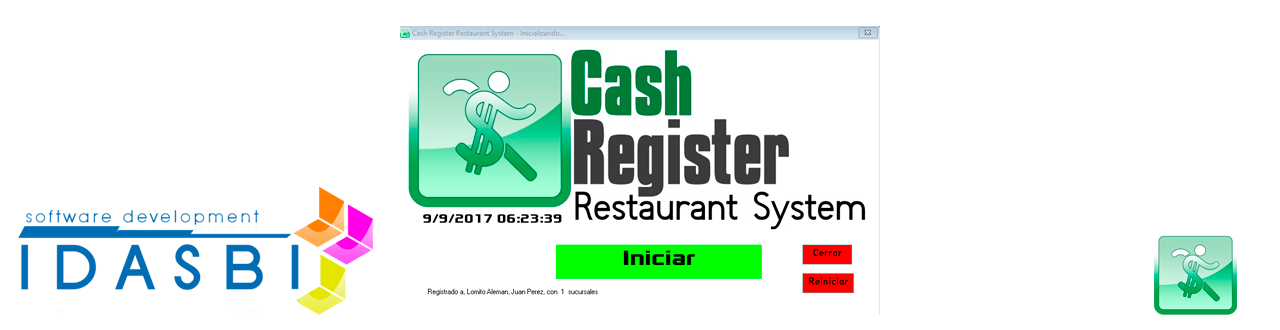 Cash Register Restaurant System - Inicializando...
Cash
Register
Restaurant System
9/9/2017 06:23:39
software development
IDASBI
Iniciar
Cerrar
Reiniciar
Registrado a, Lomito Aleman, Juan Perez, con 1 sucursales